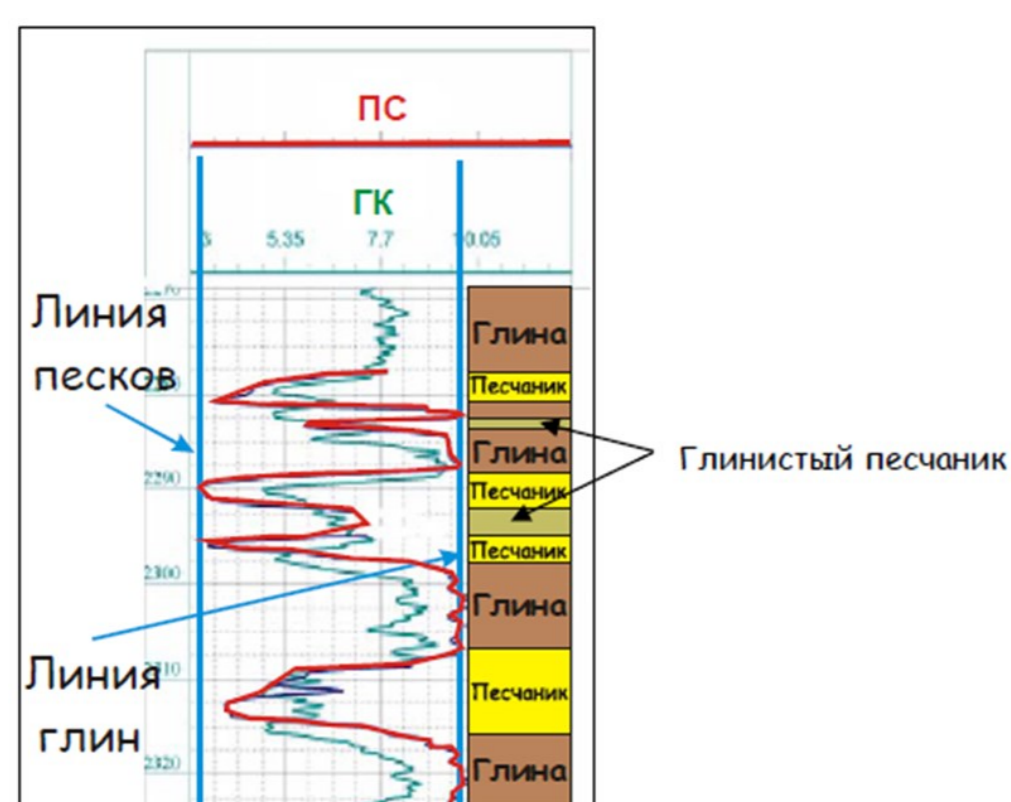 ПС
ГК
5,35 7,7 10.05
Линия
песков
Глина
Песчаник
Глина
Глинистый песчаник
2290
Песчаник
Песчаник
2300
Глина
Линия
глин
Песчаник
2320
Глина